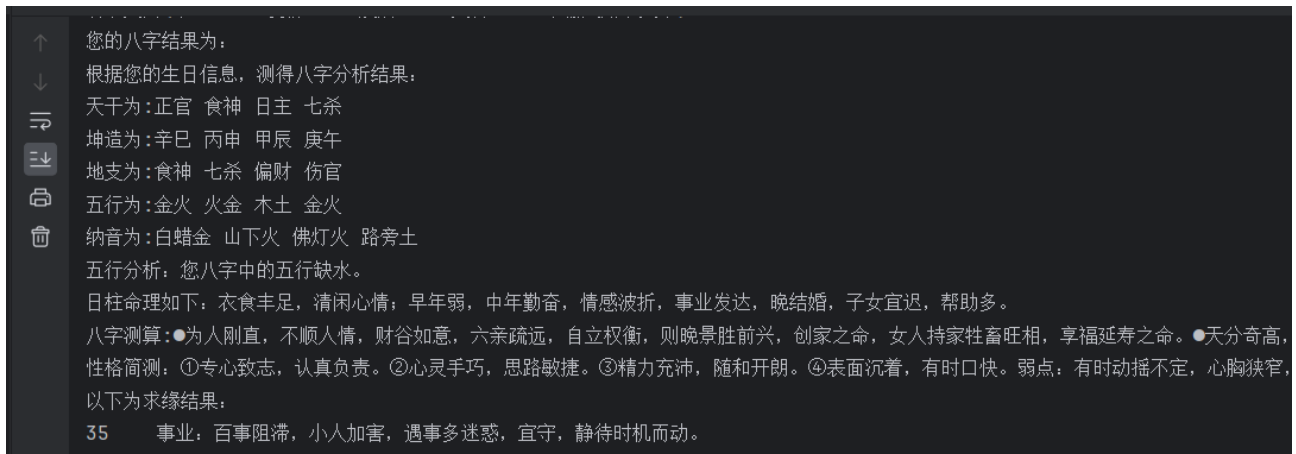 您的八字结果为：
根据您的生日信息，测得八字分析结果：
天干为:正官 食神 日主 七杀
坤造为:辛巳 丙申 甲辰 庚午
地支为:食神 七杀 偏财 伤官
五行为:金火 火金 木土 金火
纳音为:白蜡金 山下火 佛灯火 路旁土
五行分析：您八字中的五行缺水。
日柱命理如下：衣食丰足，清闲心情；早年弱，中年勤奋，情感波折，事业发达，晚结婚，子女宜迟，帮助多。
八字测算:●为人刚直，不顺人情，财谷如意，六亲疏远，自立权衡，则晚景胜前兴，创家之命，女人持家牲畜旺相，享福延寿之命。●天分奇高，
性格简测：①专心致志，认真负责。②心灵手巧，思路敏捷。③精力充沛，随和开朗。④表面沉着，有时口快。弱点：有时动摇不定，心胸狭窄，
以下为求缘结果：
35 事业：百事阻滞，小人加害，遇事多迷惑，宜守，静待时机而动。